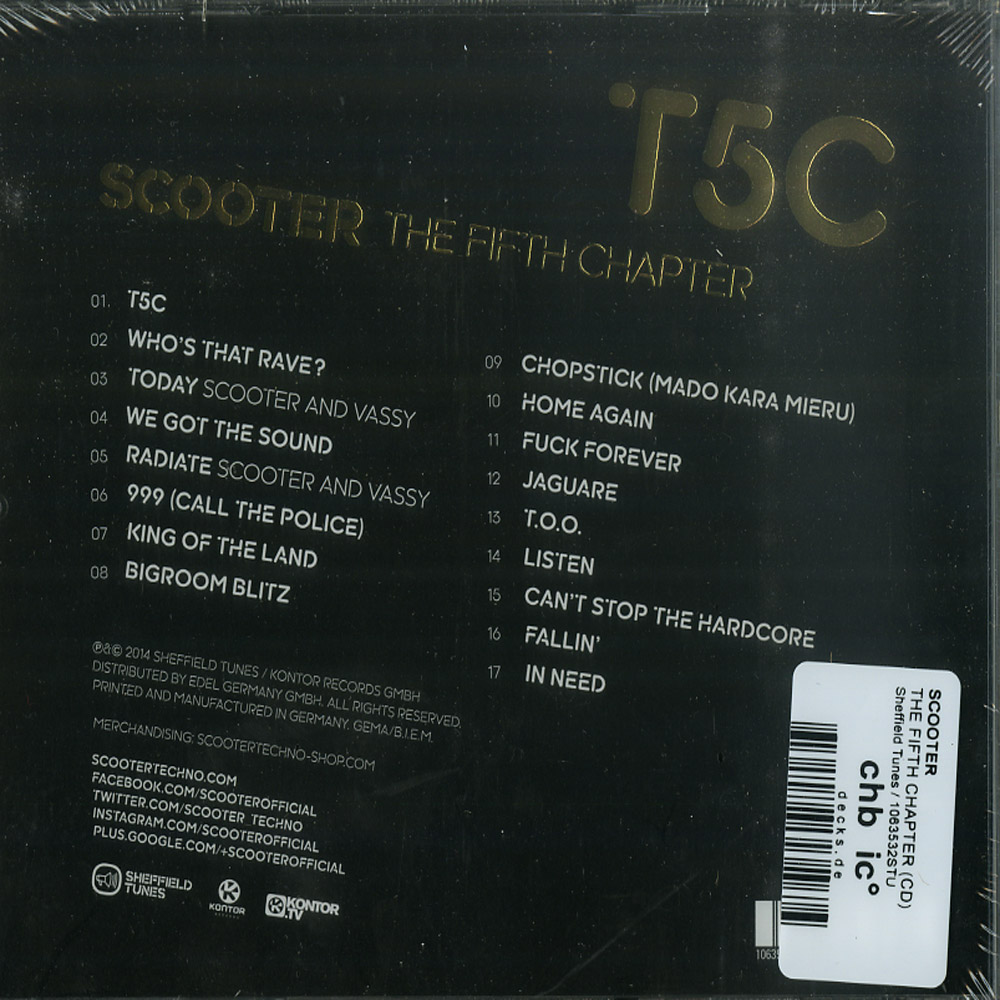 T5C
SCOOTER THE FIFTH CHAPTER
01. T5C
02 WHO'S THAT RAVE?
03 TODAY SCOOTER AND VASSY
04 WE GOT THE SOUND
05 RADIATE SCOOTER AND VASSY
06 999 (CALL THE POLICE)
07 KING OF THE LAND
08 BIGROOM BLITZ
09 CHOPSTICK (MADO KARA MIERU)
10 HOME AGAIN
11 FUCK FOREVER
12 JAGUARE
13 T.O.O.
14 LISTEN
15 CAN'T STOP THE HARDCORE
16 FALLIN'
17 IN NEED
℗&© 2014 SHEFFIELD TUNES / KONTOR RECORDS GMBH
DISTRIBUTED BY EDEL GERMANY GMBH. ALL RIGHTS RESERVED.
PRINTED AND MANUFACTURED IN GERMANY. GEMA/B.I.E.M.
MERCHANDISING: SCOOTERTECHNO-SHOP.COM
SCOOTERTECHNO.COM
FACEBOOK.COM/SCOOTEROFFICIAL
TWITTER.COM/SCOOTER_TECHNO
INSTAGRAM.COM/SCOOTEROFFICIAL
PLUS.GOOGLE.COM/+SCOOTEROFFICIAL
SHEFFIELD
TUNES
KONTOR
RECORDS
KONTOR
.TV
SCOOTER
THE FIFTH CHAPTER (CD)
Sheffield Tunes / 1063532STU
chb ic°
decks.de